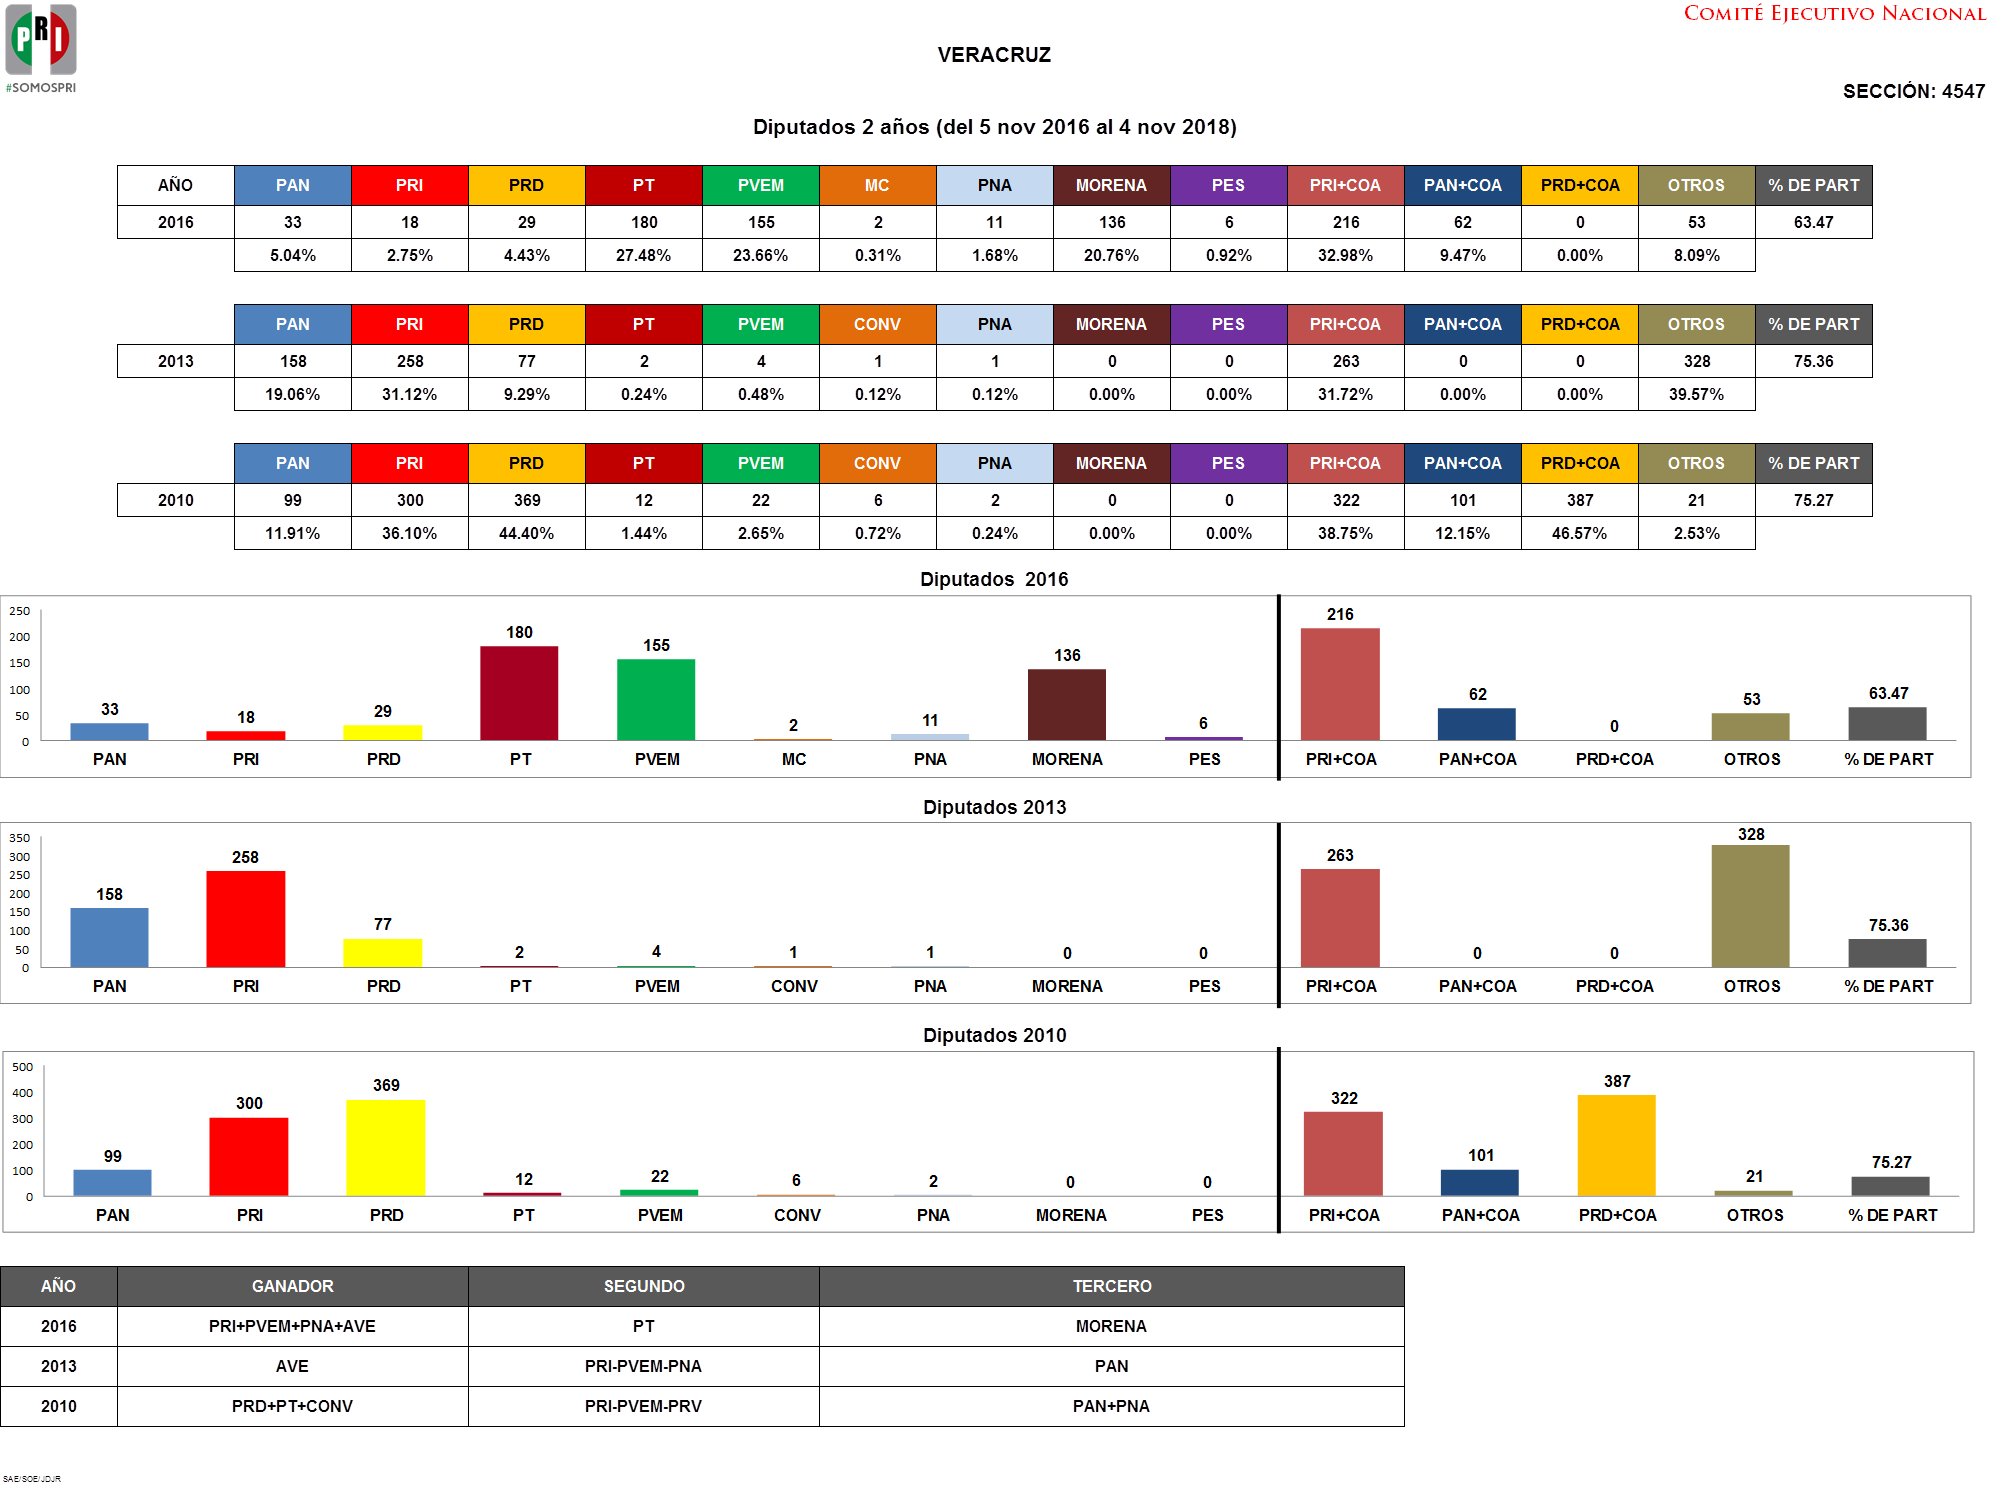 COMITÉ EJECUTIVO NACIONAL
PRI
#SOMOSPRI
VERACRUZ
SECCIÓN: 4547
Diputados 2 años (del 5 nov 2016 al 4 nov 2018)
AÑO PAN PRI PRD PT PVEM MC PNA MORENA PES PRI+COA PAN+COA PRD+COA OTROS % DE PART
2016 33 18 29 180 155 2 11 136 6 216 62 0 53 63.47
5.04% 2.75% 4.43% 27.48% 23.66% 0.31% 1.68% 20.76% 0.92% 32.98% 9.47% 0.00% 8.09%
PAN PRI PRD PT PVEM CONV PNA MORENA PES PRI+COA PAN+COA PRD+COA OTROS % DE PART
2013 158 258 77 2 4 1 1 0 0 263 0 0 328 75.36
19.06% 31.12% 9.29% 0.24% 0.48% 0.12% 0.12% 0.00% 0.00% 31.72% 0.00% 0.00% 39.57%
PAN PRI PRD PT PVEM CONV PNA MORENA PES PRI+COA PAN+COA PRD+COA OTROS % DE PART
2010 99 300 369 12 22 6 2 0 0 322 101 387 21 75.27
11.91% 36.10% 44.40% 1.44% 2.65% 0.72% 0.24% 0.00% 0.00% 38.75% 12.15% 46.57% 2.53%
Diputados 2016
250
200
150
100
50
0
33 18 29 180 155 2 11 136 6 216 62 0 53 63.47
PAN PRI PRD PT PVEM MC PNA MORENA PES PRI+COA PAN+COA PRD+COA OTROS % DE PART
Diputados 2013
350
300
250
200
150
100
50
0
158 258 77 2 4 1 1 0 0 263 0 0 328 75.36
PAN PRI PRD PT PVEM CONV PNA MORENA PES PRI+COA PAN+COA PRD+COA OTROS % DE PART
Diputados 2010
500
400
300
200
100
0
99 300 369 12 22 6 2 0 0 322 101 387 21 75.27
PAN PRI PRD PT PVEM CONV PNA MORENA PES PRI+COA PAN+COA PRD+COA OTROS % DE PART
AÑO GANADOR SEGUNDO TERCERO
2016 PRI+PVEM+PNA+AVE PT MORENA
2013 AVE PRI-PVEM-PNA PAN
2010 PRD+PT+CONV PRI-PVEM-PRV PAN+PNA
SAE/SOE/JDJR